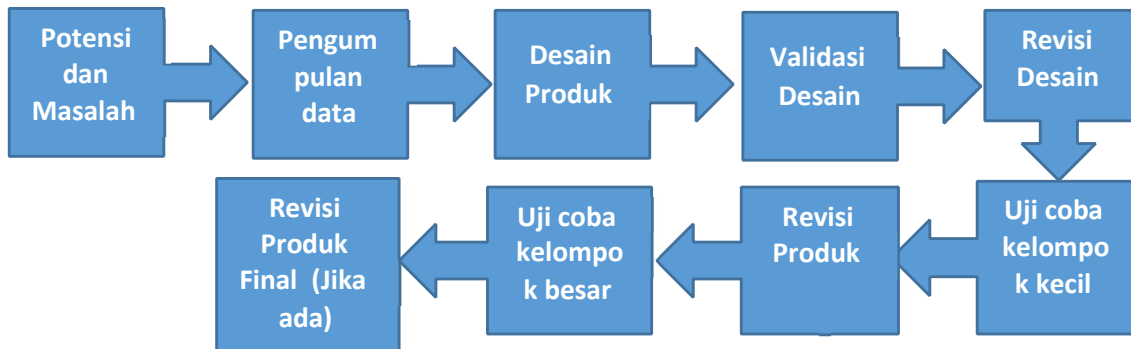 Potensi
dan
Masalah
Pengum
pulan
data
Desain
Produk
Validasi
Desain
Revisi
Desain
Uji coba
kelompo
k kecil
Revisi
Produk
Uji coba
kelompo
k besar
Revisi
Produk
Final (Jika
ada)